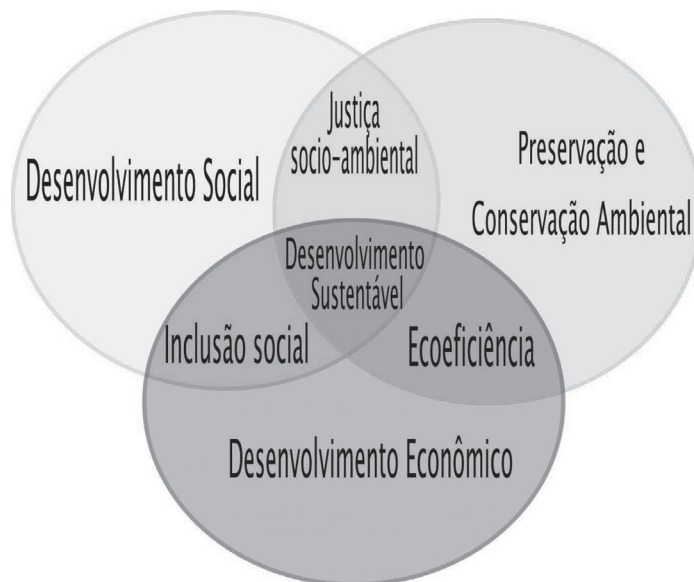 Justiça
socio-ambiental
Desenvolvimento Social
Preservação e
Conservação Ambiental
Desenvolvimento
Sustentável
Inclusão social
Ecoeficiência
Desenvolvimento Econômico